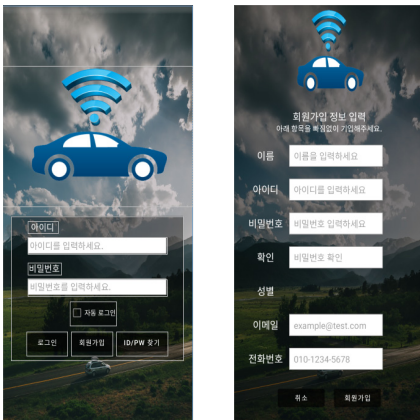 아이디
아이디를 입력하세요.
비밀번호
비밀번호를 입력하세요.
자동 로그인
로그인 회원가입 ID/PW 찾기
회원가입 정보 입력
아래 항목을 빠짐없이 기입해주세요.
이름 이름을 입력하세요
아이디 아이디를 입력하세요
비밀번호 비밀번호 입력하세요
확인 비밀번호 확인
성별
이메일 example@test.com
전화번호 010-1234-5678
취소 회원가입